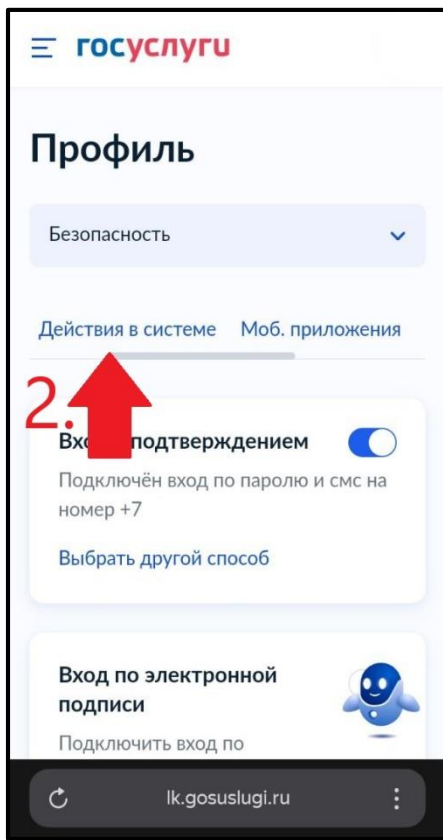 госуслуги
Профиль
Безопасность
Действия в системе Моб. приложения
2.
подтверждением
Подключён вход по паролю и смс на
номер +7
Выбрать другой способ
Вход по электронной
подписи
Подключить вход по
lk.gosuslugi.ru